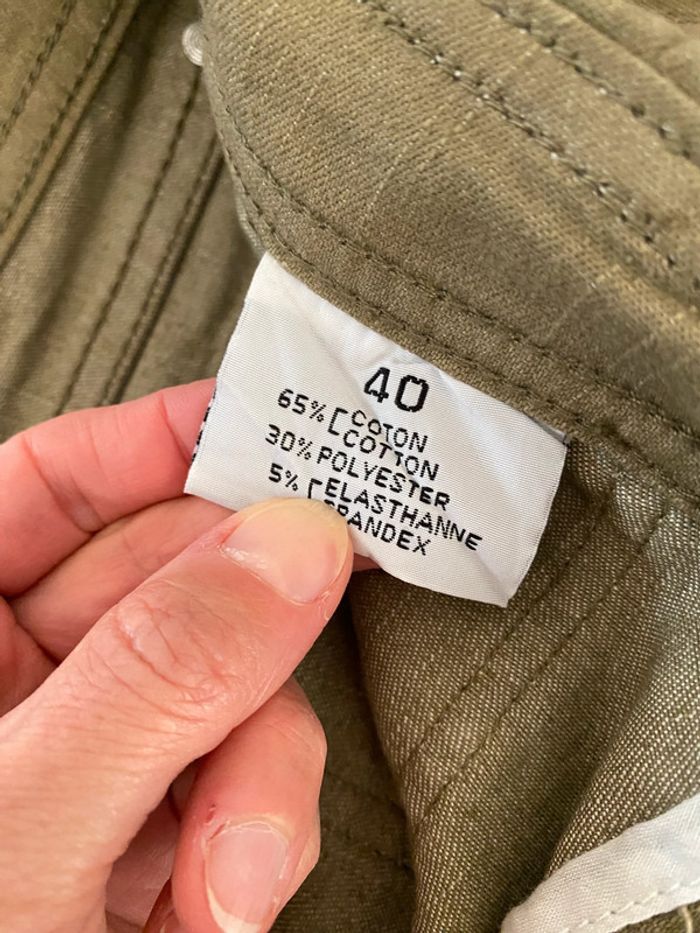 40
65% [COTON
[COTTON
30% POLYESTER
5% [ELASTHANNE
SPANDEX